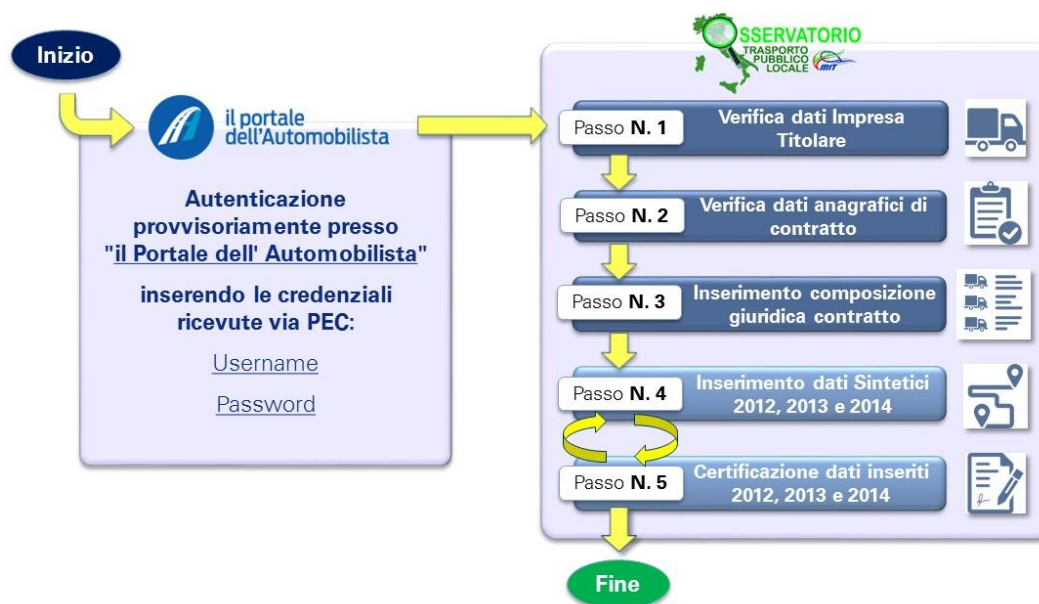 Inizio
il portale
dell'Automobilista
Autenticazione
provvisoriamente presso
"il Portale dell' Automobilista"
inserendo le credenziali
ricevute via PEC:
Username
Password
OSSERVATORIO
TRASPORTO
PUBBLICO
LOCALE
MIT
Passo N. 1
Verifica dati Impresa
Titolare
Passo N. 2
Verifica dati anagrafici di
contratto
Passo N. 3
Inserimento composizione
giuridica contratto
Passo N. 4
Inserimento dati Sintetici
2012, 2013 e 2014
Passo N. 5
Certificazione dati inseriti
2012, 2013 e 2014
Fine